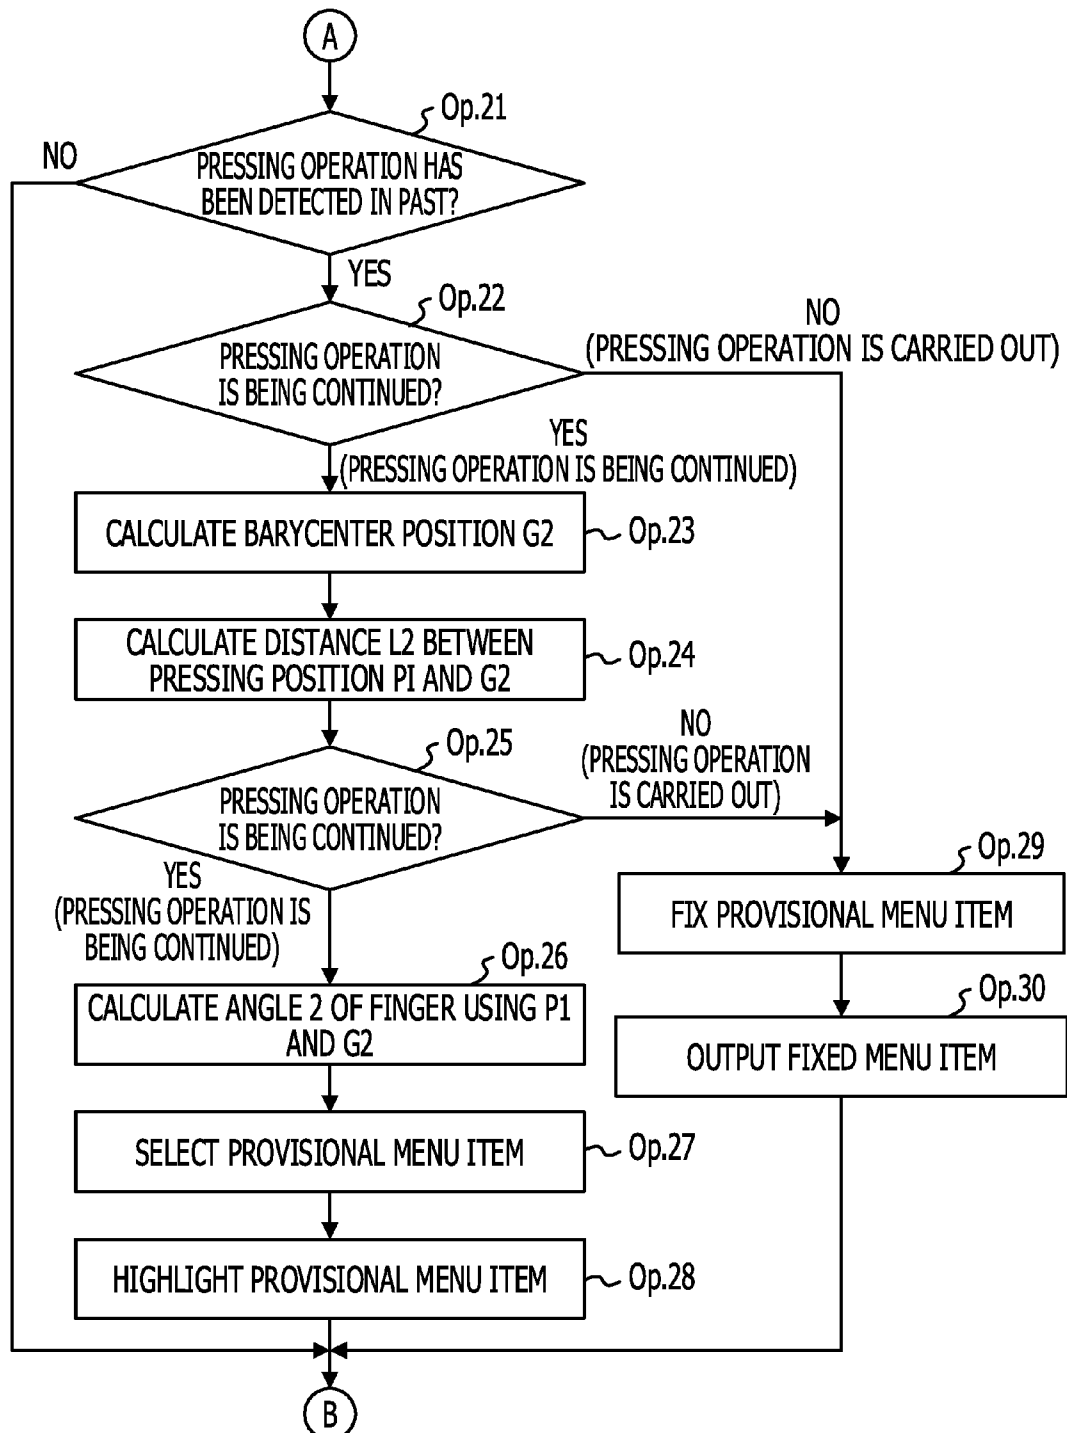 A
Op.21
NO
PRESSING OPERATION HAS
BEEN DETECTED IN PAST?
YES
Op.22
NO
(PRESSING OPERATION IS CARRIED OUT)
PRESSING OPERATION
IS BEING CONTINUED?
YES
(PRESSING OPERATION IS BEING CONTINUED)
CALCULATE BARYCENTER POSITION G2
Op.23
CALCULATE DISTANCE L2 BETWEEN
PRESSING POSITION PI AND G2
Op.24
Op.25
NO
(PRESSING OPERATION
IS CARRIED OUT)
PRESSING OPERATION
IS BEING CONTINUED?
YES
(PRESSING OPERATION IS
BEING CONTINUED)
Op.29
FIX PROVISIONAL MENU ITEM
Op.26
CALCULATE ANGLE 2 OF FINGER USING P1
AND G2
Op.30
OUTPUT FIXED MENU ITEM
SELECT PROVISIONAL MENU ITEM
Op.27
HIGHLIGHT PROVISIONAL MENU ITEM
Op.28
B